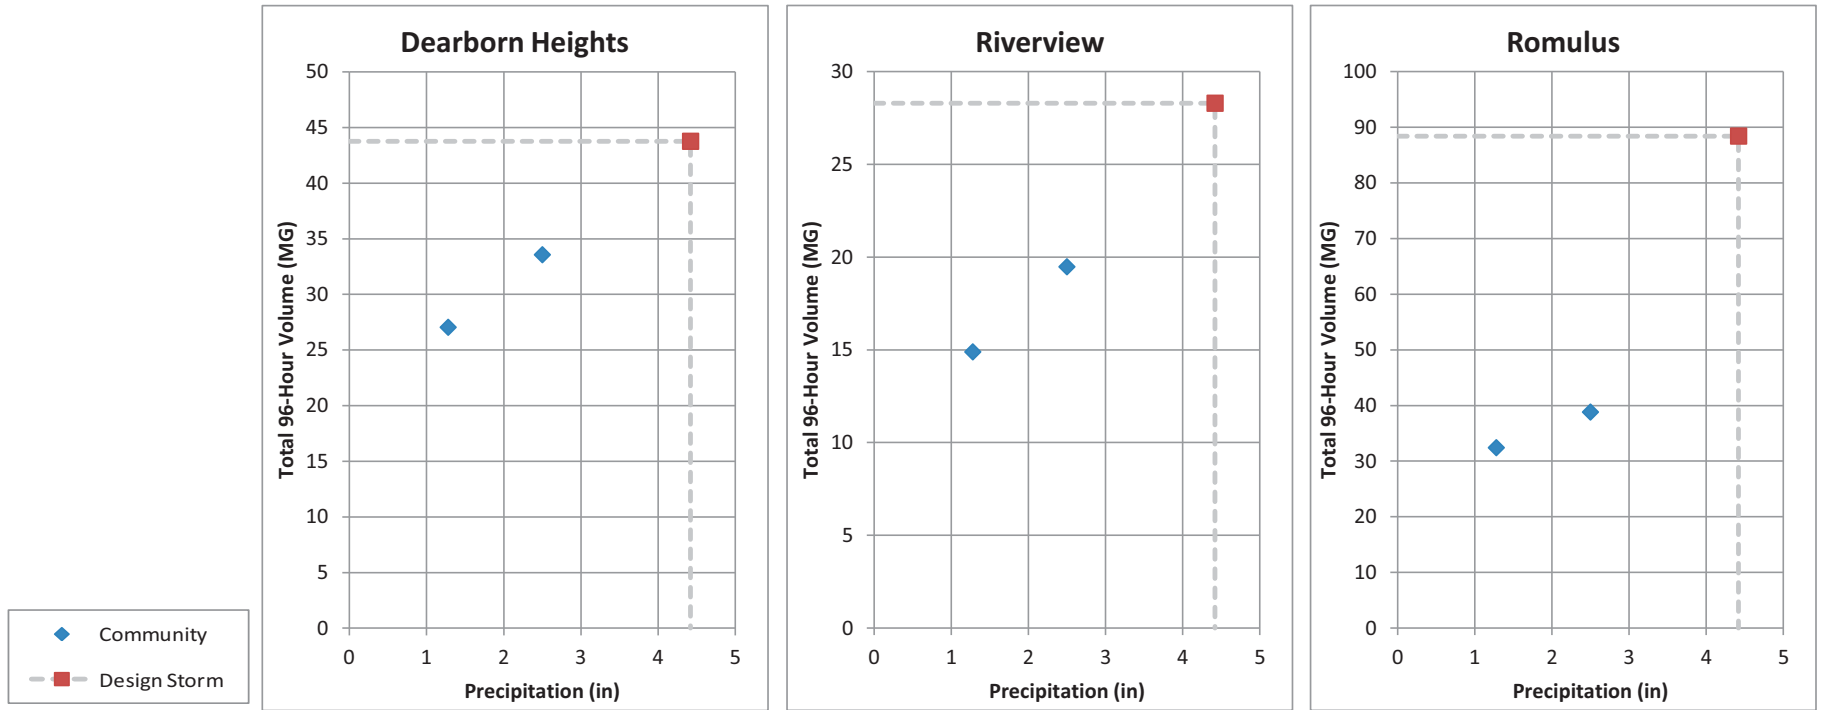 Dearborn Heights
Total 96-Hour Volume (MG)
50
45
40
35
30
25
20
15
10
5
0
0 1 2 3 4 5
Precipitation (in)
Riverview
Total 96-Hour Volume (MG)
30
25
20
15
10
5
0
0 1 2 3 4 5
Precipitation (in)
Romulus
Total 96-Hour Volume (MG)
100
90
80
70
60
50
40
30
20
10
0
0 1 2 3 4 5
Precipitation (in)
Community
Design Storm